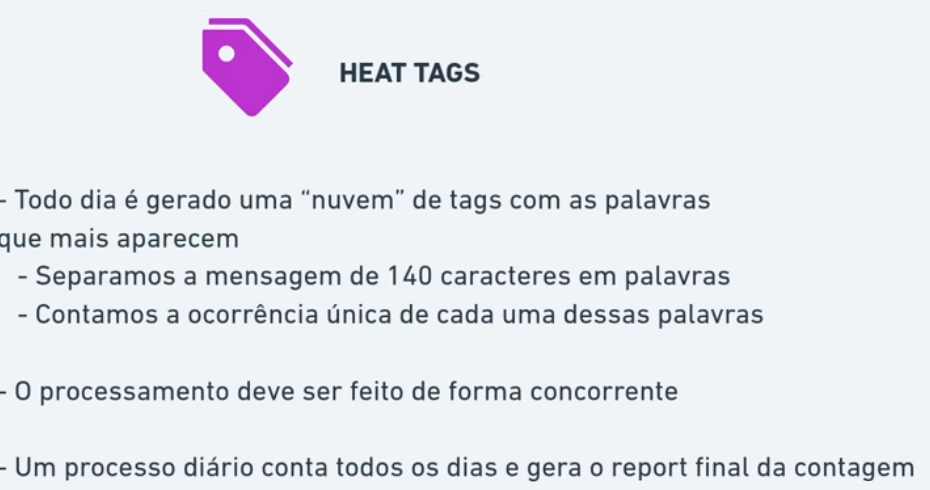 HEAT TAGS
- Todo dia é gerado uma “nuvem” de tags com as palavras
que mais aparecem
- Separamos a mensagem de 140 caracteres em palavras
- Contamos a ocorrência única de cada uma dessas palavras
- O processamento deve ser feito de forma concorrente
- Um processo diário conta todos os dias e gera o report final da contagem